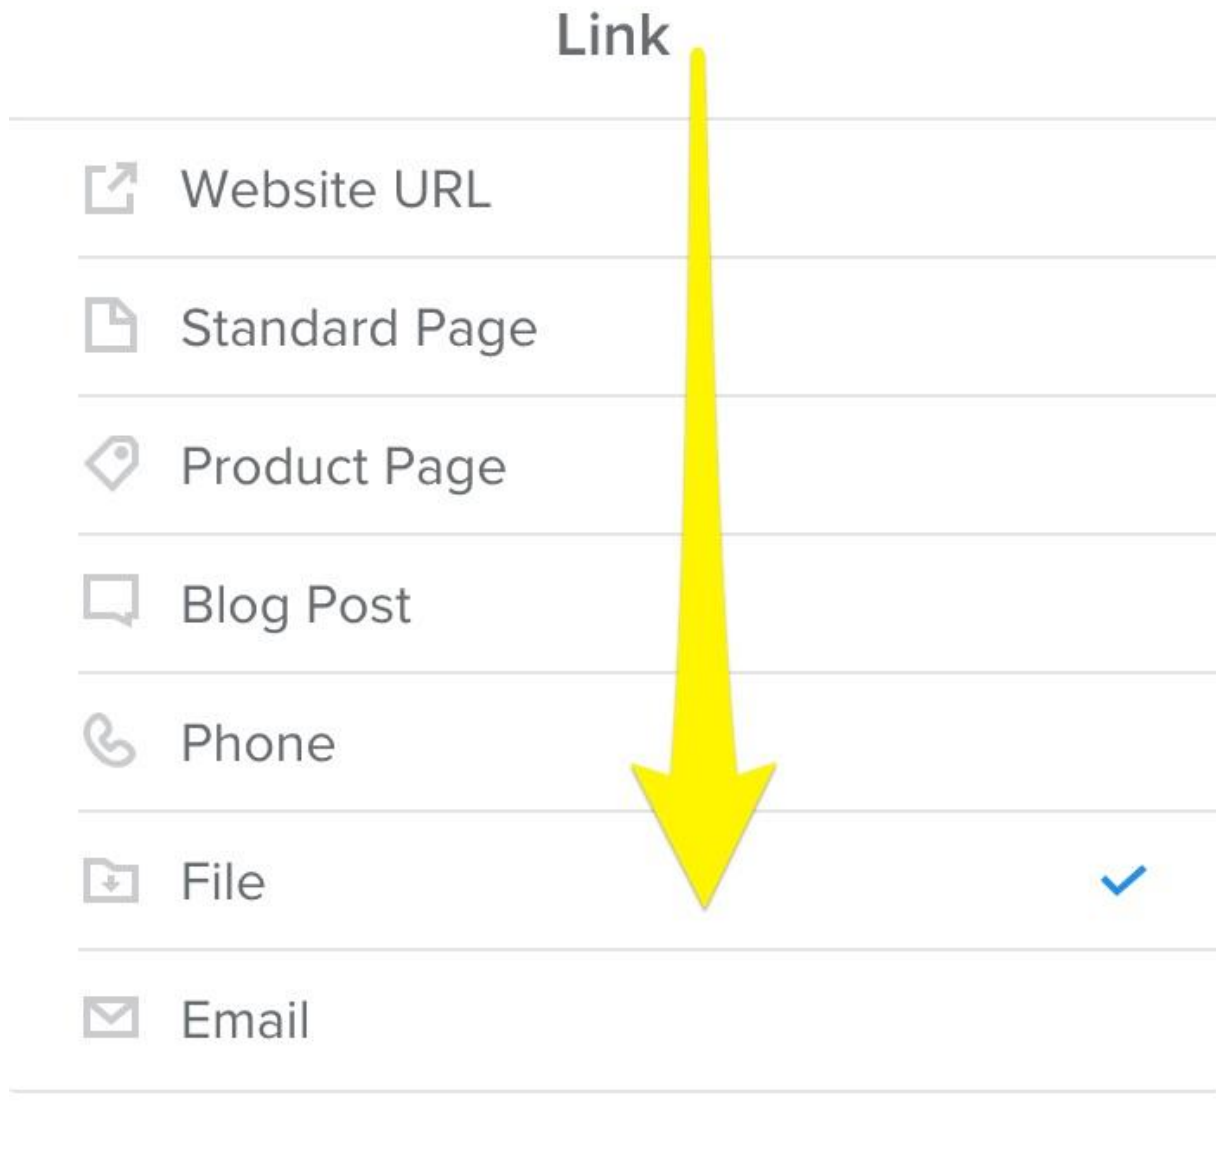 Link
Website URL
Standard Page
Product Page
Blog Post
Phone
File
Email